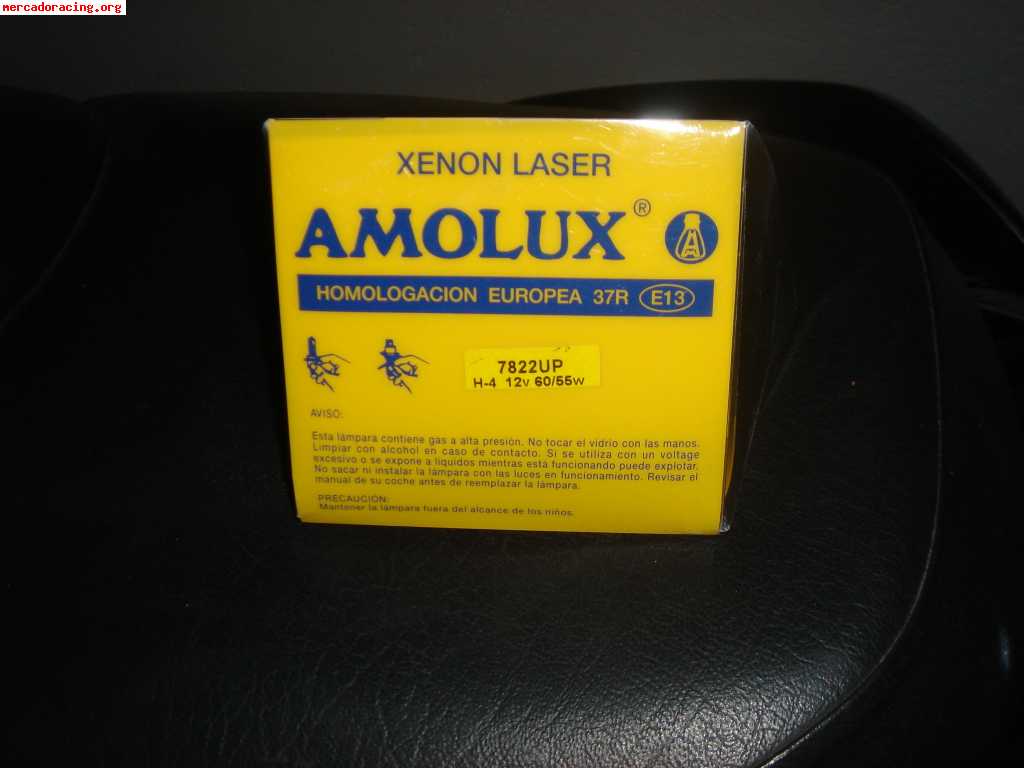 mercadoracing.org
XENON LASER
AMOLUX ®
HOMOLOGACION EUROPEA 37R E13
7822UP
H-4 12v 60/55w
AVISO:
Esta lámpara contiene gas a alta presión. No tocar el vidrio con las manos.
Limpiar con alcohol en caso de contacto. Si se utiliza con un voltage
excesivo o se expone a liquidos mientras está funcionando puede explotar.
No sacar ni instalar la lámpara con las luces en funcionamiento. Revisar el
manual de su coche antes de reemplazar la lámpara.
PRECAUCION:
Mantener la lámpara fuera del alcance de los niños.